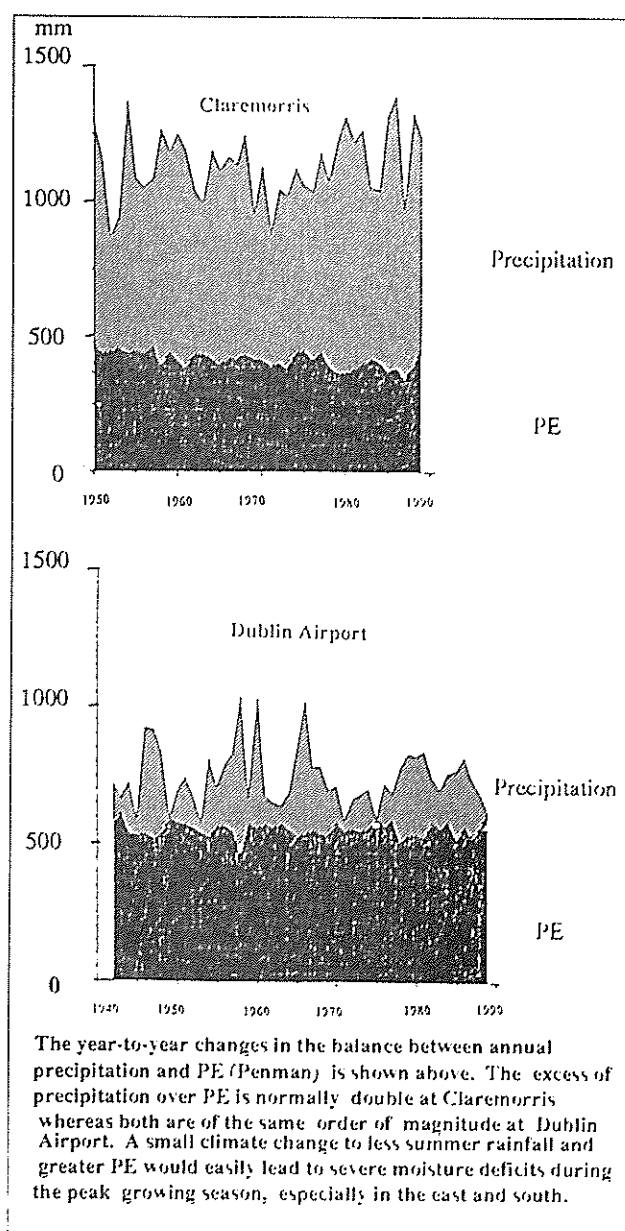 mm
1500
Claremorris
1000
Precipitation
500
PE
0
1950 1960 1970 1980 1990
1500
Dublin Airport
1000
Precipitation
500
PE
0
1940 1950 1960 1970 1980 1990
The year-to-year changes in the balance between annual
precipitation and PE (Penman) is shown above. The excess of
precipitation over PE is normally double at Claremorris
whereas both are of the same order of magnitude at Dublin
Airport. A small climate change to less summer rainfall and
greater PE would easily lead to severe moisture deficits during
the peak growing season, especially in the east and south.